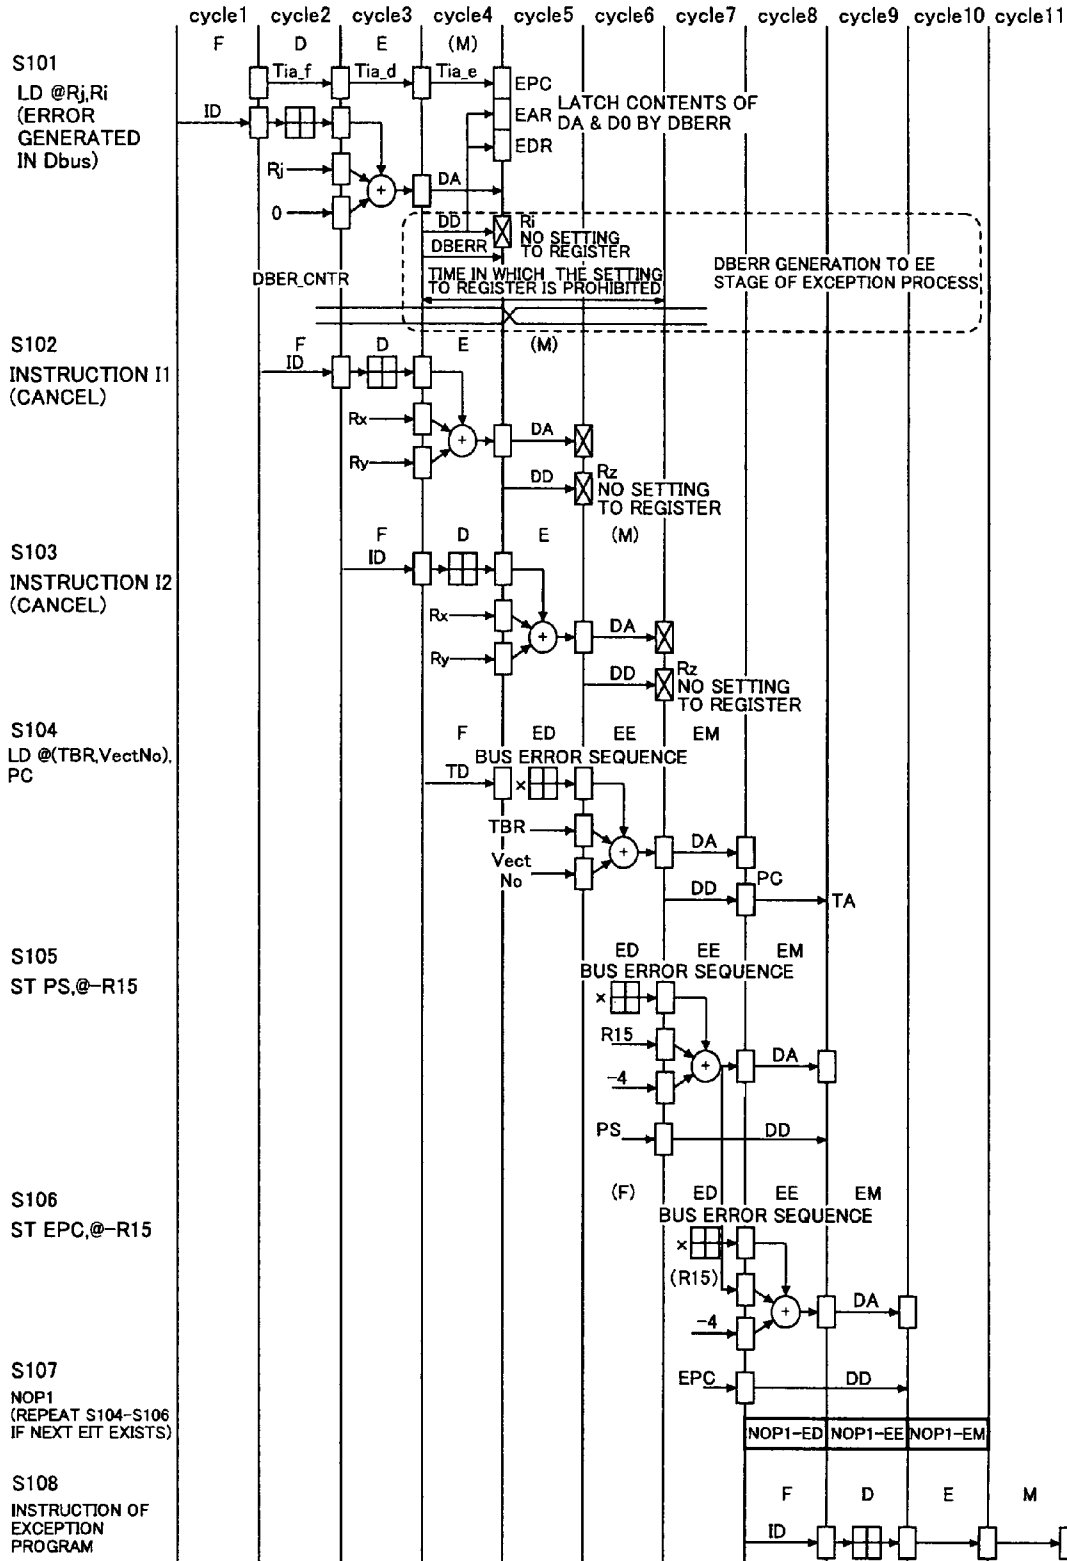 cycle1 cycle2 cycle3 cycle4 cycle5 cycle6 cycle7 cycle8 cycle9 cycle10 cycle11
F D E (M)
S101
LD @Rj,Ri
(ERROR
GENERATED
IN Dbus)
Tia_f Tia_d Tia_e EPC
ID EAR LATCH CONTENTS OF
DA & D0 BY DBERR
EDR
Rj
+ DA
0
DD Ri
NO SETTING
TO REGISTER
DBERR
DBER_CNTR
TIME IN WHICH THE SETTING
TO REGISTER IS PROHIBITED
DBERR GENERATION TO EE
STAGE OF EXCEPTION PROCESS
S102 F D E (M)
INSTRUCTION I1
(CANCEL)
ID
Rx
+ DA
Ry
DD Rz
NO SETTING
TO REGISTER
S103 F D E (M)
INSTRUCTION I2
(CANCEL)
ID
Rx
+ DA
Ry
DD Rz
NO SETTING
TO REGISTER
S104 F ED EE EM
LD @(TBR,VectNo),
PC
BUS ERROR SEQUENCE
TD ×
TBR
+ DA
Vect
No
DD PC TA
S105 ED EE EM
BUS ERROR SEQUENCE
ST PS,@-R15
×
R15
+ DA
-4
PS DD
S106 (F) ED EE EM
BUS ERROR SEQUENCE
ST EPC,@-R15
×
(R15)
+ DA
-4
S107
NOP1
(REPEAT S104-S106
IF NEXT EIT EXISTS)
EPC DD
NOP1-ED NOP1-EE NOP1-EM
S108 F D E M
INSTRUCTION OF
EXCEPTION
PROGRAM
ID